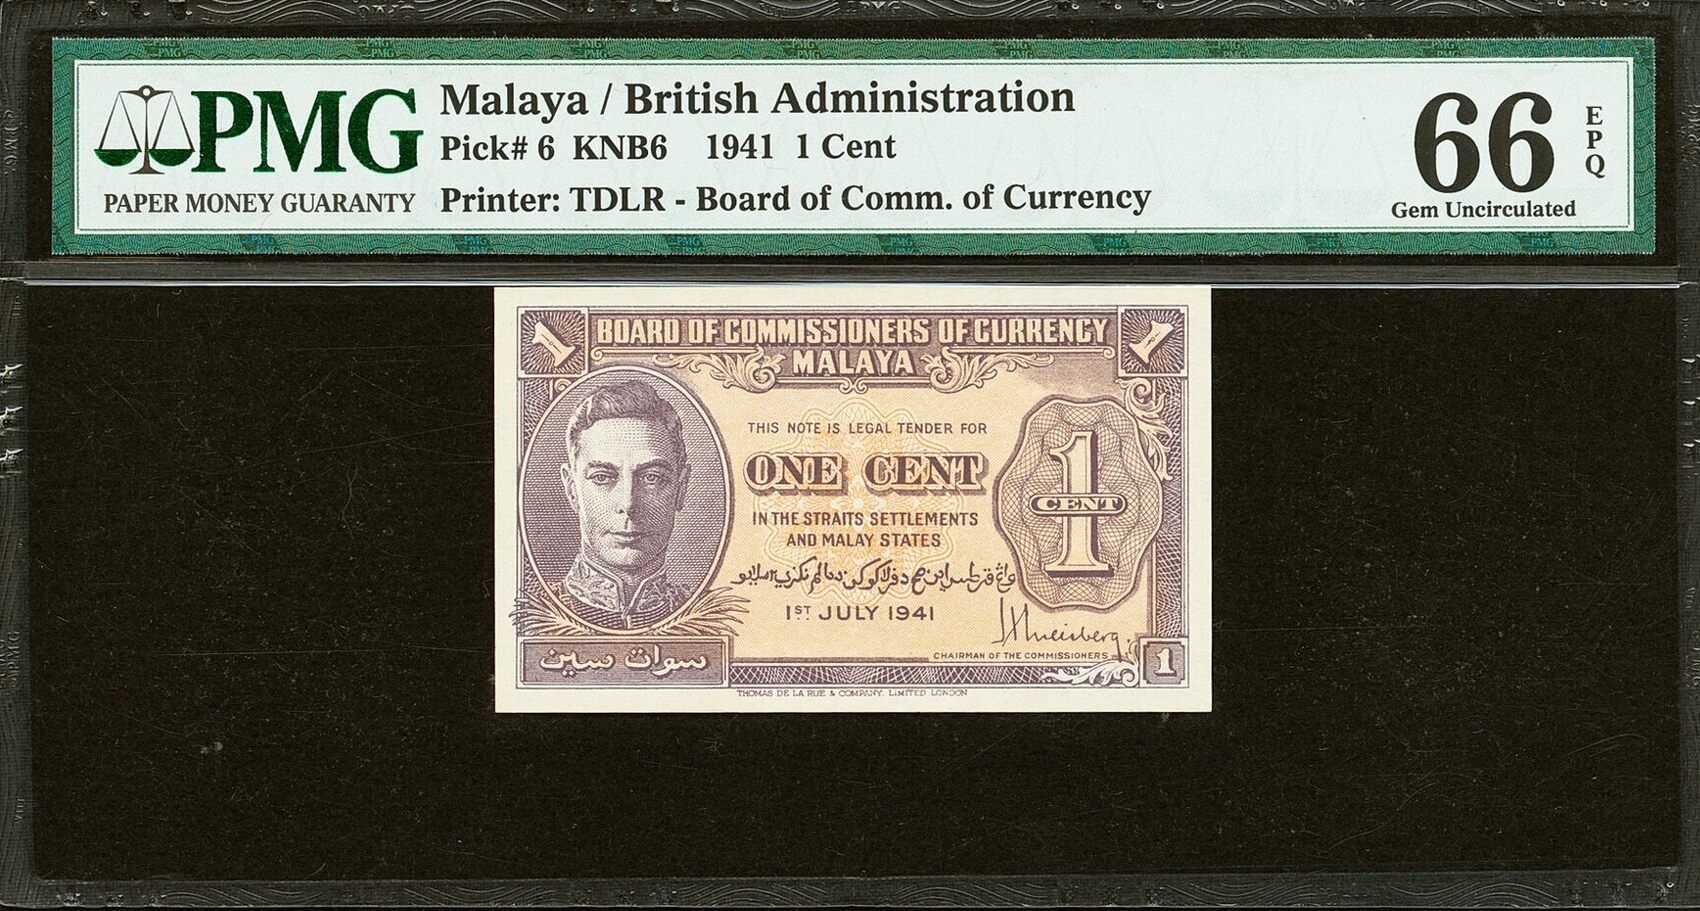 PMG
PAPER MONEY GUARANTY
Malaya / British Administration
Pick# 6 KNB6 1941 1 Cent
Printer: TDLR - Board of Comm. of Currency
66
EPQ
Gem Uncirculated
1 BOARD OF COMMISSIONERS OF CURRENCY 1
MALAYA
THIS NOTE IS LEGAL TENDER FOR
ONE CENT
IN THE STRAITS SETTLEMENTS
AND MALAY STATES
1
CENT
1ST JULY 1941
CHAIRMAN OF THE COMMISSIONERS
سوات سين
1
THOMAS DE LA RUE & COMPANY, LIMITED LONDON